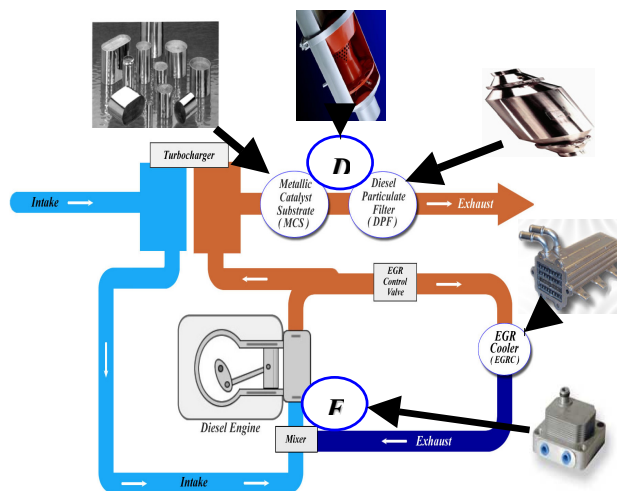 Turbocharger
D
Metallic
Catalyst
Substrate
(MCS)
Diesel
Particulate
Filter
(DPF)
Intake
Exhaust
EGR
Control
Valve
EGR
Cooler
(EGRC)
Diesel Engine
Mixer
Exhaust
Intake